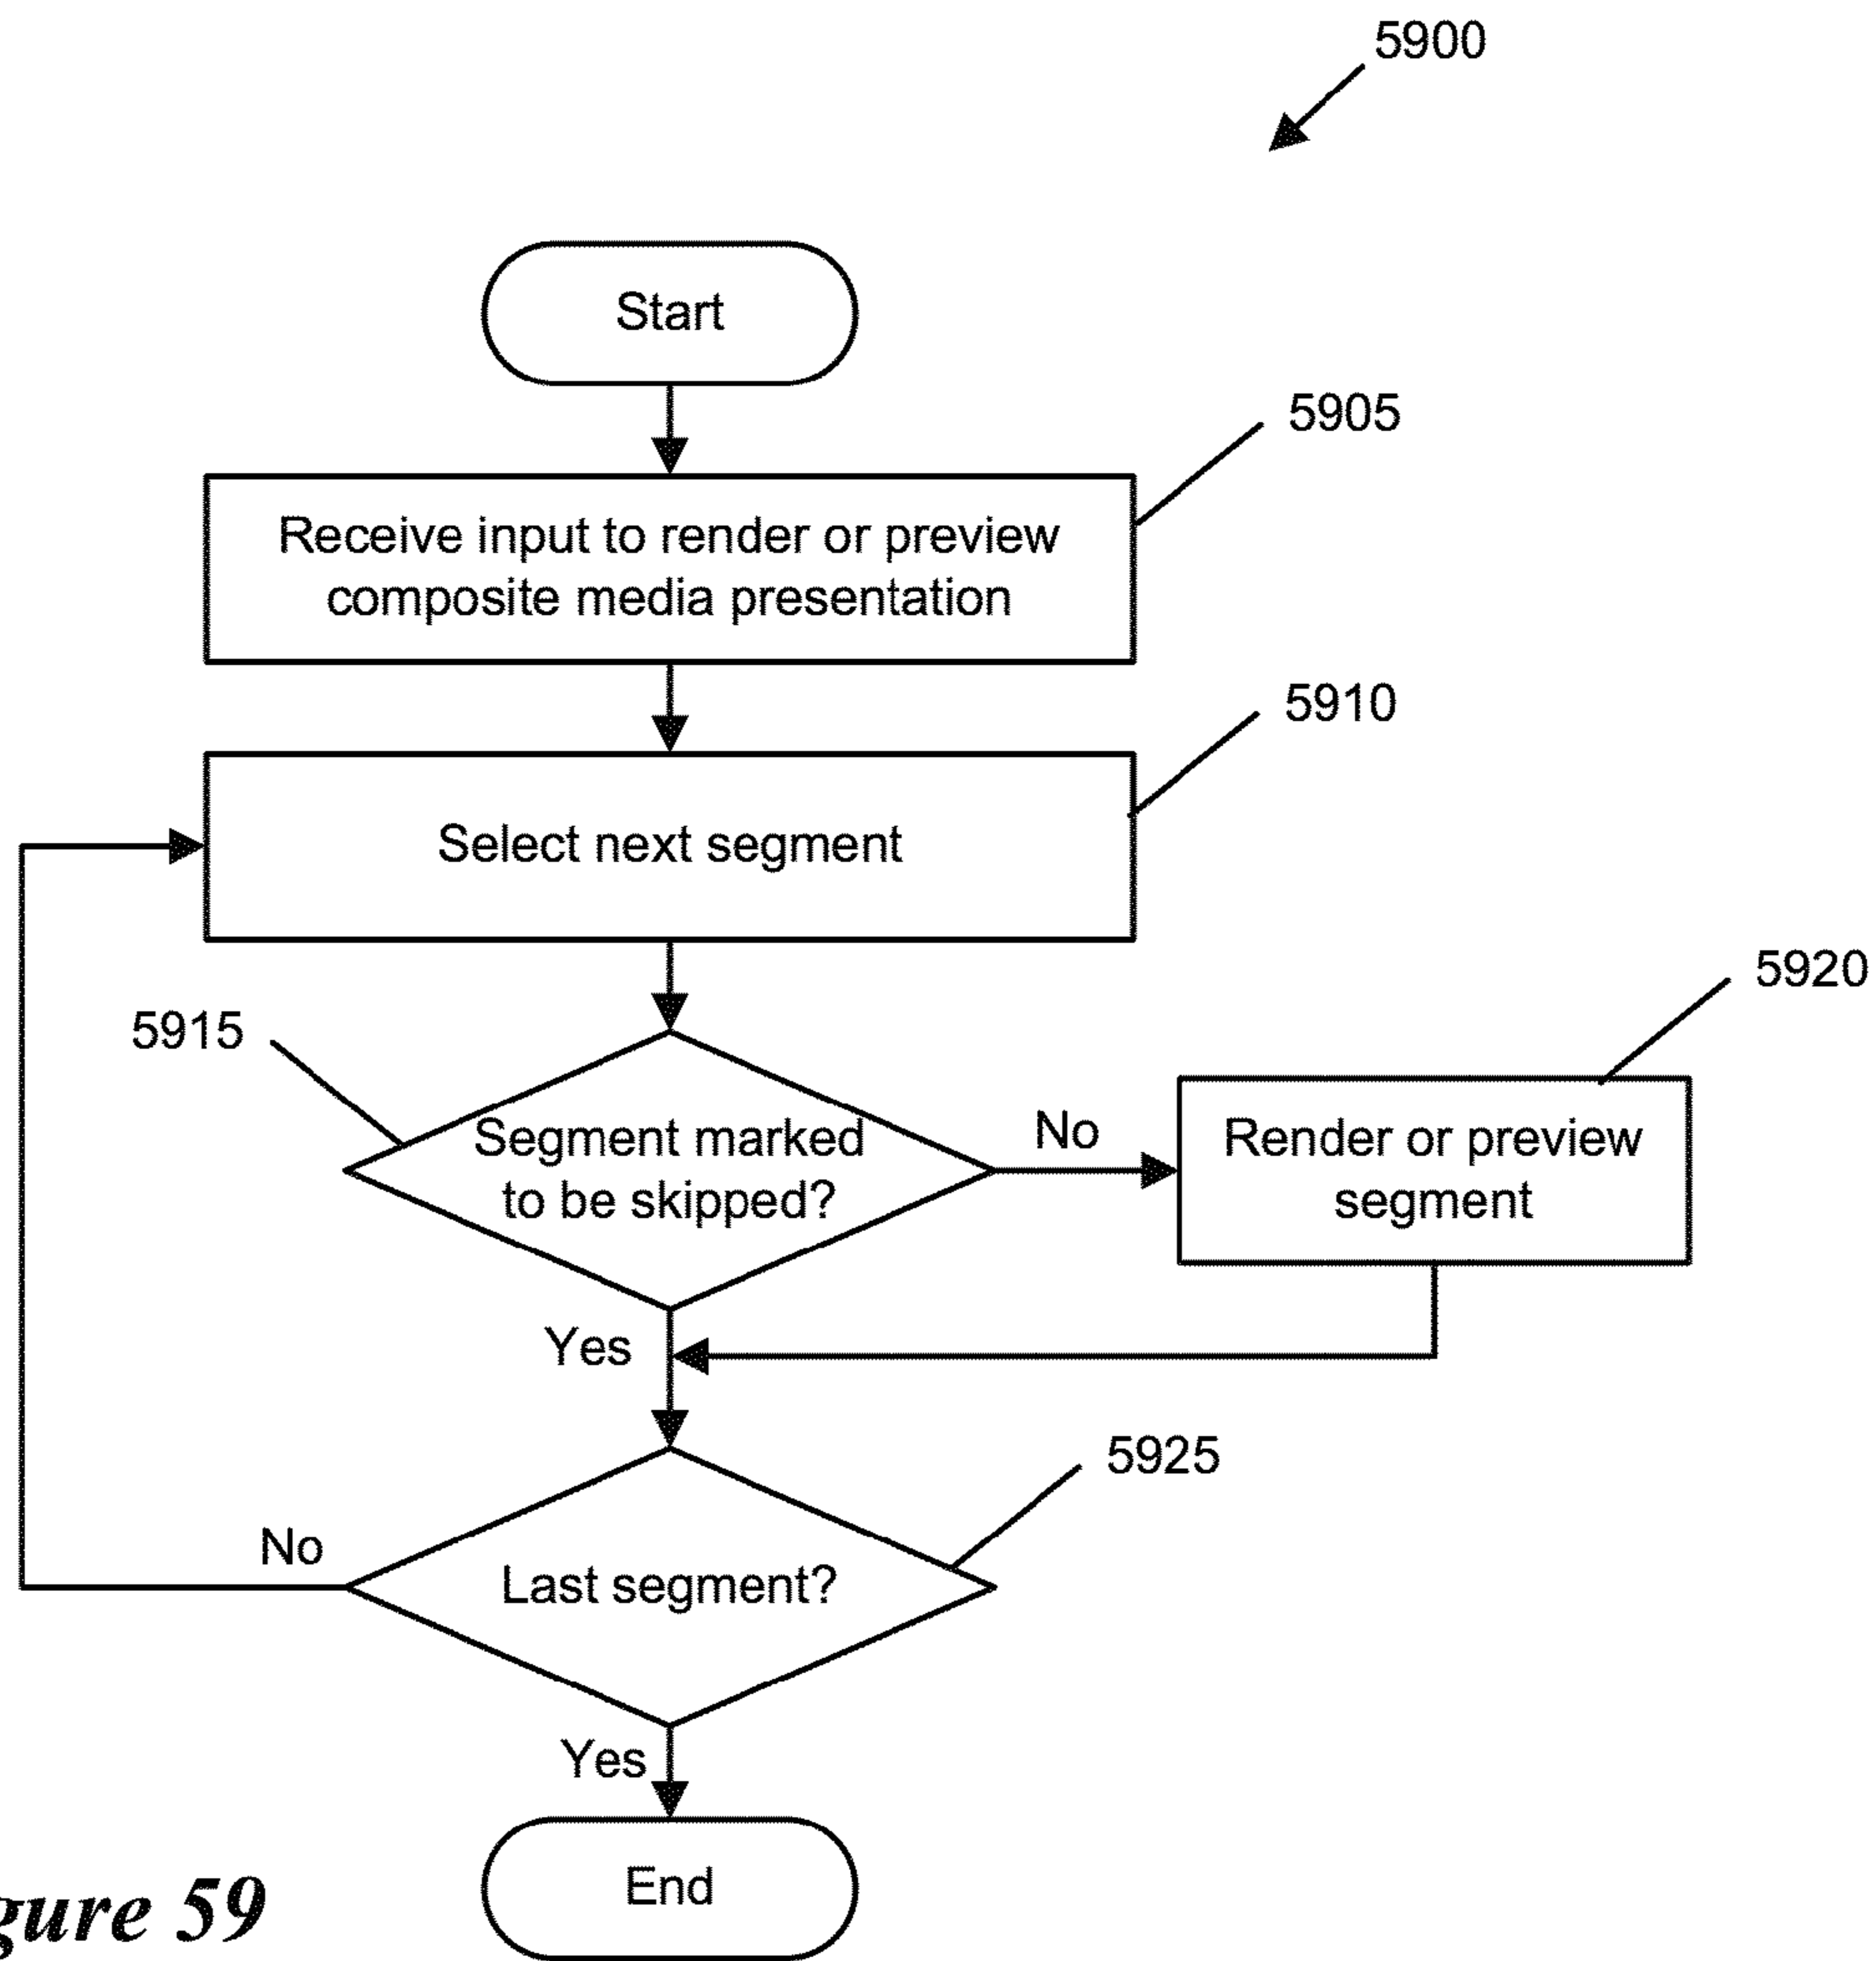 5900
Start
5905
Receive input to render or preview
composite media presentation
5910
Select next segment
5915
Segment marked
to be skipped?
No
5920
Render or preview
segment
Yes
5925
No
Last segment?
Yes
End
59